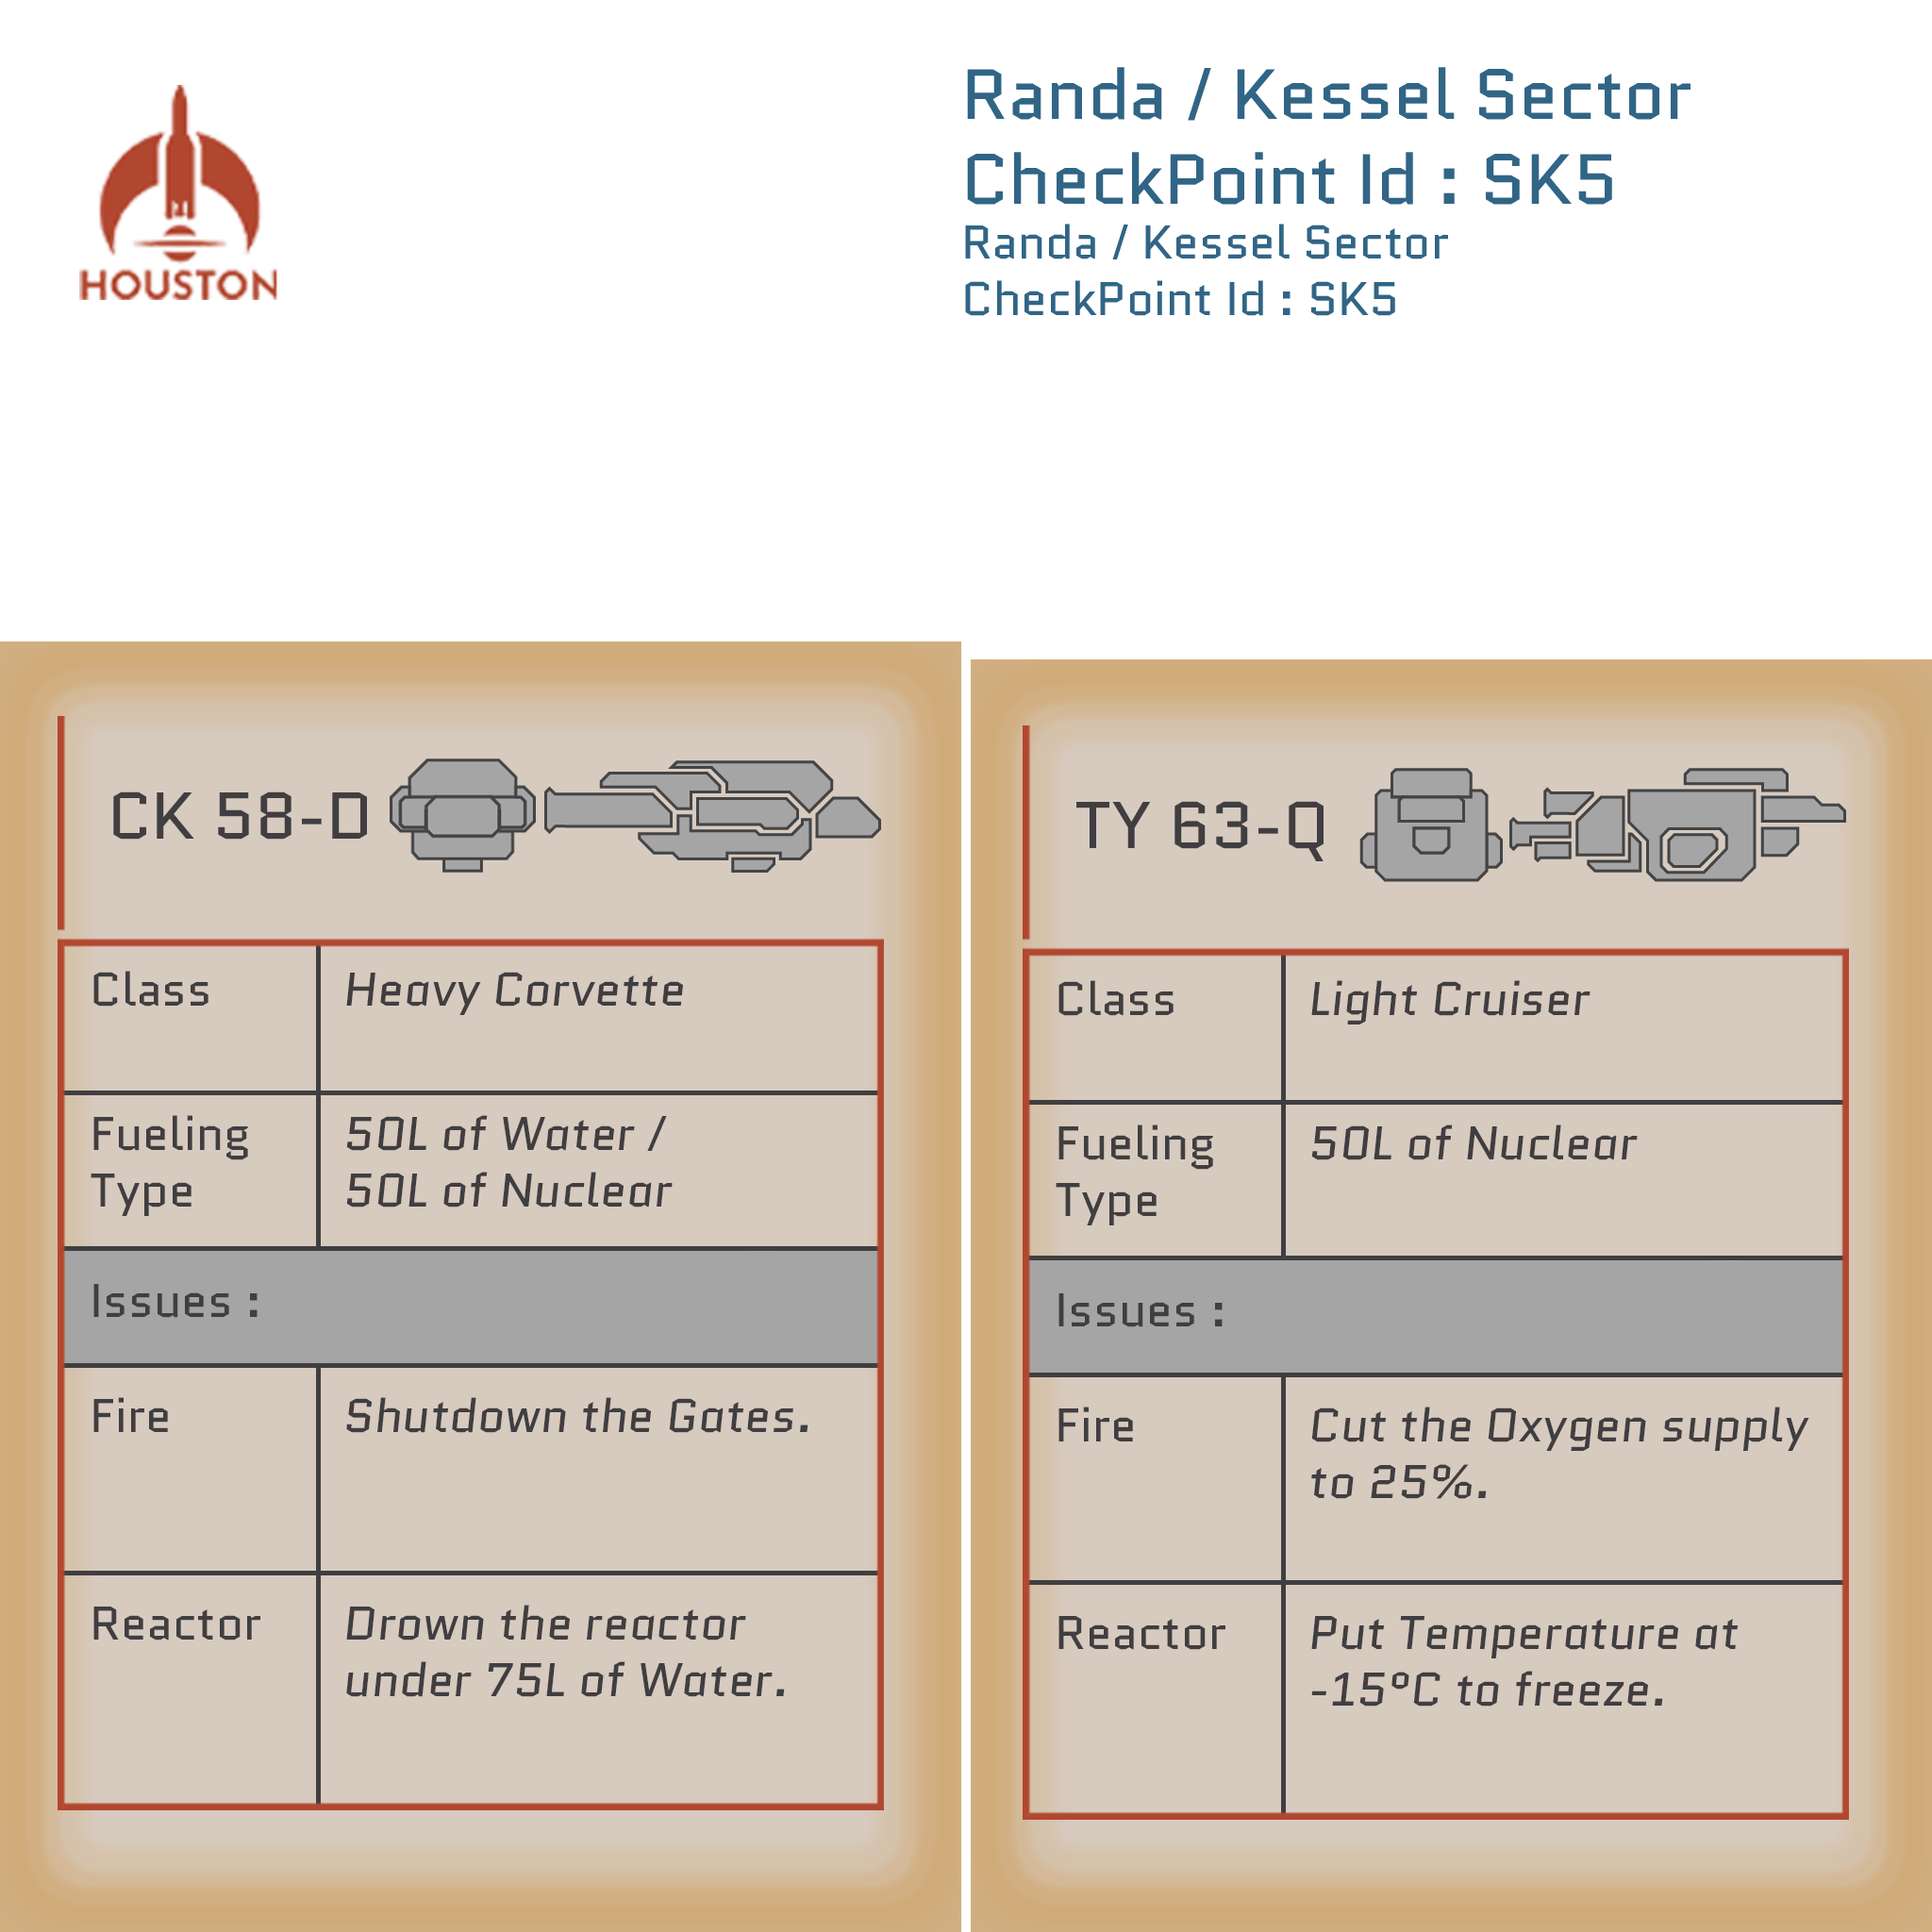 HOUSTON
Randa / Kessel Sector
CheckPoint Id : SK5
Randa / Kessel Sector
CheckPoint Id : SK5
CK 58-D
Class
Heavy Corvette
Fueling
Type
50L of Water /
50L of Nuclear
Issues :
Fire
Shutdown the Gates.
Reactor
Drown the reactor
under 75L of Water.
TY 63-Q
Class
Light Cruiser
Fueling
Type
50L of Nuclear
Issues :
Fire
Cut the Oxygen supply
to 25%.
Reactor
Put Temperature at
-15°C to freeze.